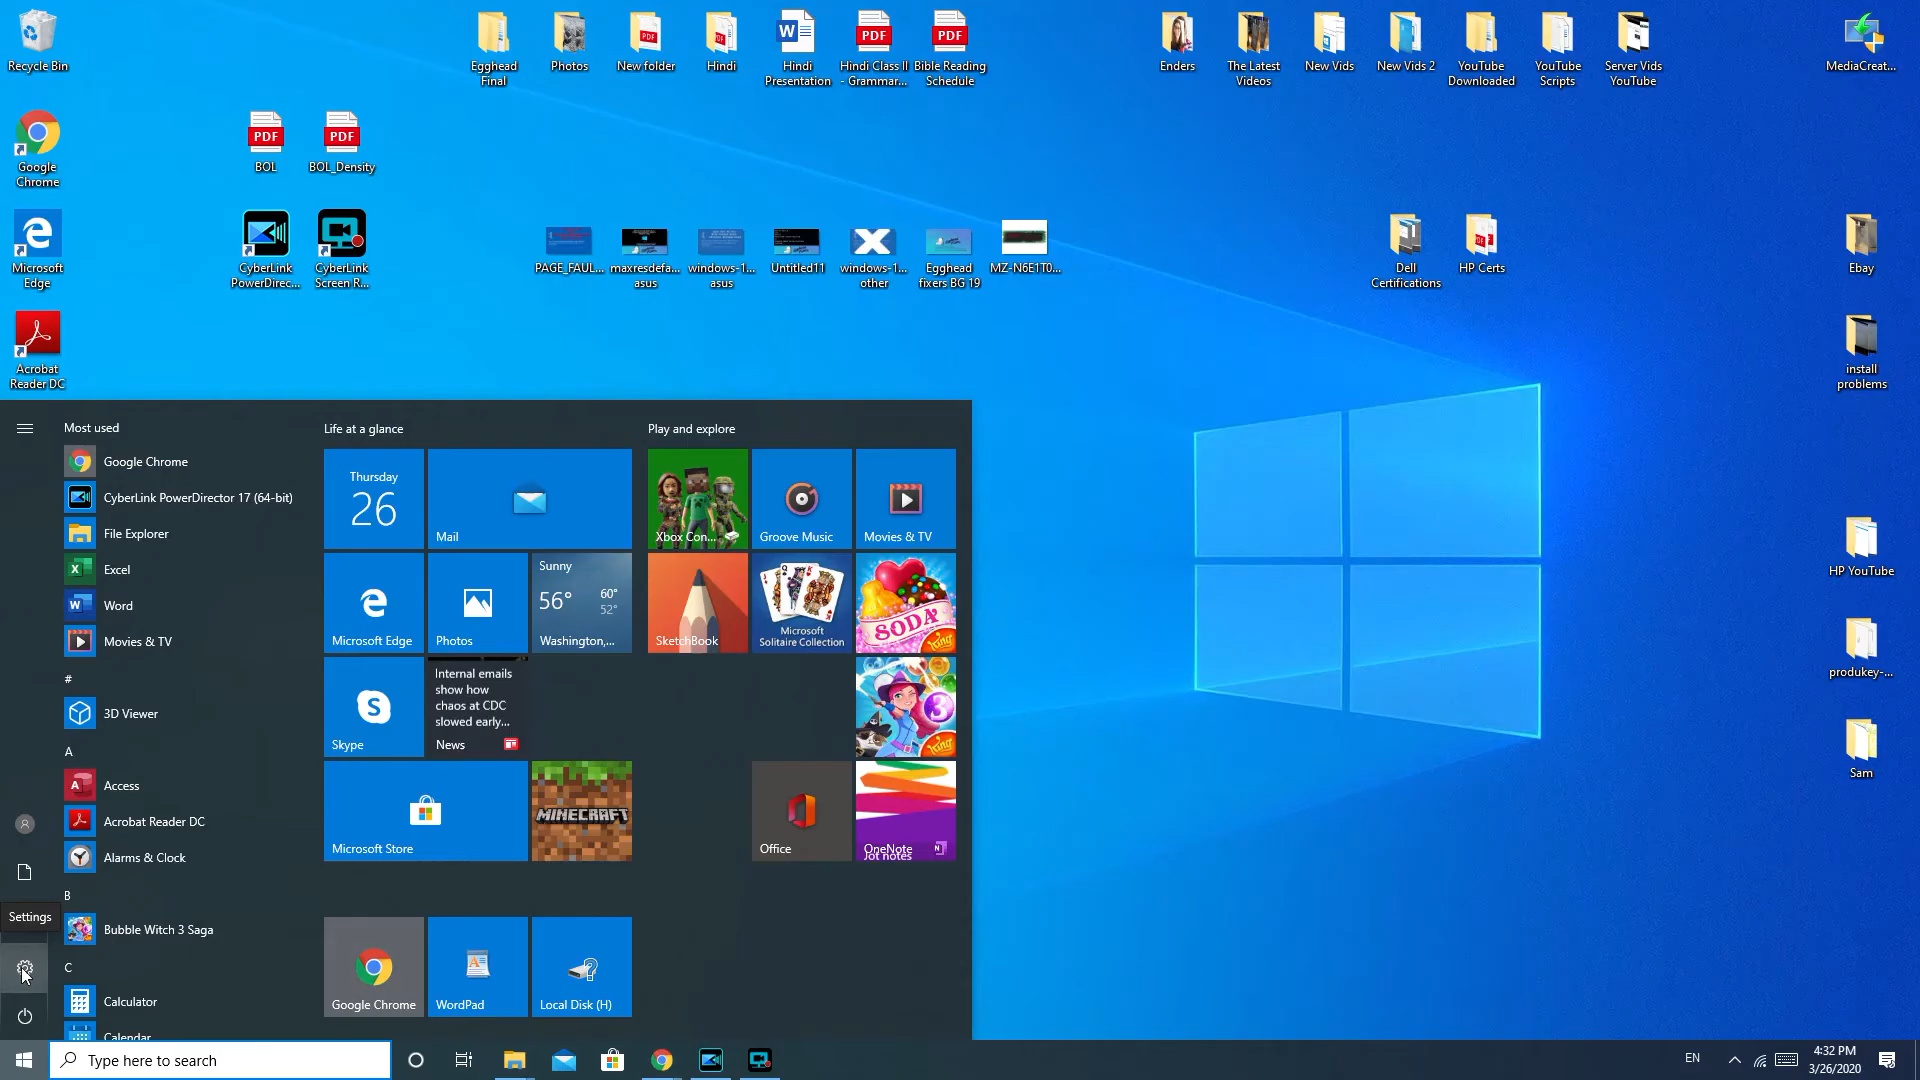 Recycle Bin
Egghead
Final
Photos
New folder
Hindi
Hindi
Presentation
Hindi Class II
- Grammar...
Bible Reading
Schedule
Enders
The Latest
Videos
New Vids
New Vids 2
YouTube
Downloaded
YouTube
Scripts
Server Vids
YouTube
MediaCreat...
Google
Chrome
PDF
BOL
PDF
BOL_Density
Microsoft
Edge
CyberLink
PowerDirec...
CyberLink
Screen R...
PAGE_FAUL...
maxresdefa...
asus
windows-1...
asus
Untitled11
windows-1...
other
Egghead
fixers BG 19
MZ-N6E1T0...
Dell
Certifications
HP Certs
Ebay
Acrobat
Reader DC
install
problems
HP YouTube
produkey-...
Sam
Most used
Google Chrome
CyberLink PowerDirector 17 (64-bit)
File Explorer
Excel
Word
Movies & TV
#
3D Viewer
A
Access
Acrobat Reader DC
Alarms & Clock
B
Bubble Witch 3 Saga
C
Calculator
Calendar
Settings
Life at a glance
Thursday
26
Mail
Microsoft Edge
Photos
Sunny
56°
60°
52°
Washington,...
Skype
Internal emails
show how
chaos at CDC
slowed early...
News
Microsoft Store
MINECRAFT
Google Chrome
WordPad
Local Disk (H)
Play and explore
Xbox Con...
Groove Music
Movies & TV
SketchBook
Microsoft
Solitaire Collection
SODA
King
3
King
Office
OneNote
Jot notes
Type here to search
EN
4:32 PM
3/26/2020